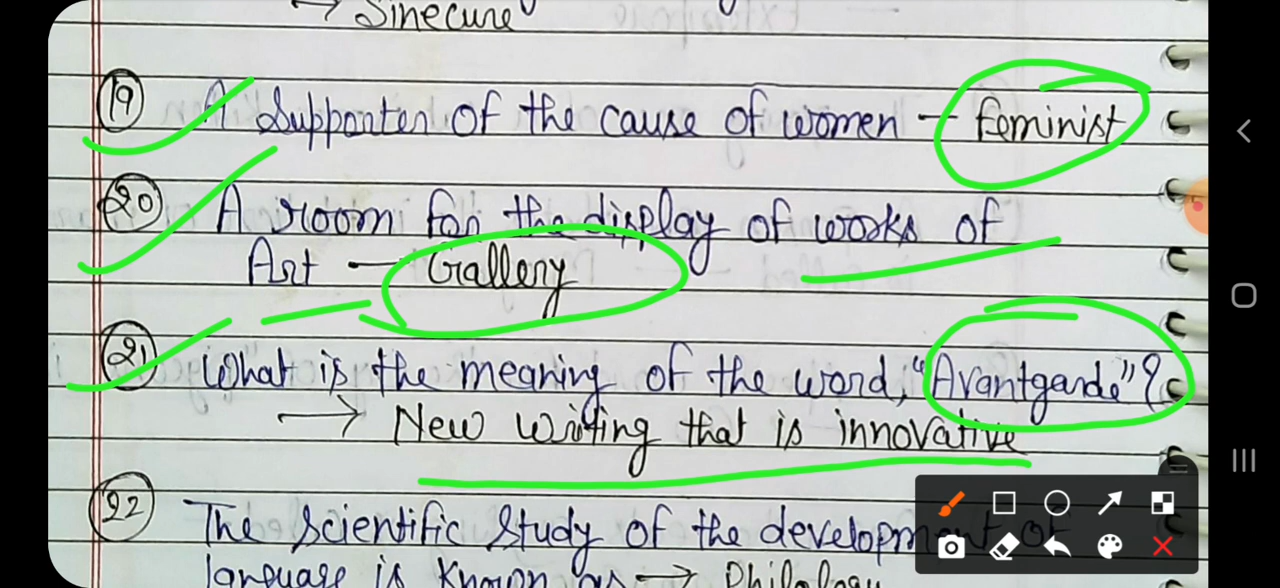 → Sinecure
19 A Supporter of the cause of women - feminist
20 A room for the display of works of
Art - Gallery
21 What is the meaning of the word, "Avantgarde"?
→ New writing that is innovative
22 The Scientific Study of the development of
language is known as → Philology